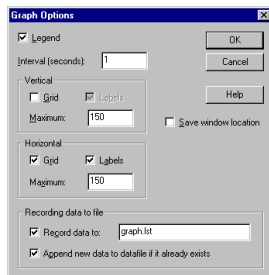 Graph Options
Legend
OK
Interval (seconds): 1
Cancel
Vertical
Grid Labels
Help
Maximum: 150
Save window location
Horizontal
Grid Labels
Maximum: 150
Recording data to file
Record data to: graph.lst
Append new data to datafile if it already exists